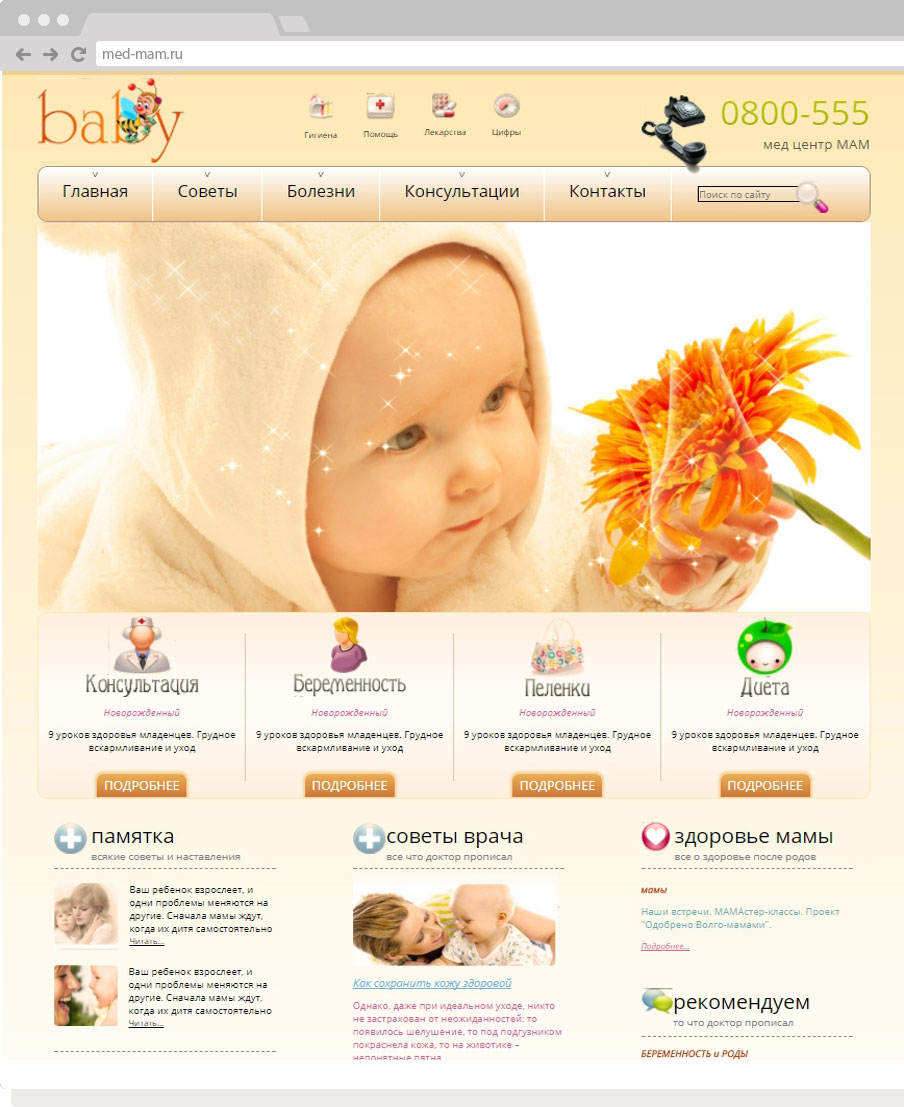 med-mam.ru
baby
Гигиена
Помощь
Лекарства
Цифры
0800-555
мед центр МАМ
Главная
Советы
Болезни
Консультации
Контакты
Поиск по сайту
Консультация
Беременность
Пеленки
Диета
Новорожденный
Новорожденный
Новорожденный
Новорожденный
9 уроков здоровья младенцев. Грудное
вскармливание и уход
9 уроков здоровья младенцев. Грудное
вскармливание и уход
9 уроков здоровья младенцев. Грудное
вскармливание и уход
9 уроков здоровья младенцев. Грудное
вскармливание и уход
ПОДРОБНЕЕ
ПОДРОБНЕЕ
ПОДРОБНЕЕ
ПОДРОБНЕЕ
памятка
всякие советы и наставления
Ваш ребенок взрослеет, и
одни проблемы меняются на
другие. Сначала мамы ждут,
когда их дитя самостоятельно
Читать...
Ваш ребенок взрослеет, и
одни проблемы меняются на
другие. Сначала мамы ждут,
когда их дитя самостоятельно
Читать...
советы врача
все что доктор прописал
Как сохранить кожу здоровой
Однако, даже при идеальном уходе, никто
не застрахован от неожиданностей: то
появилось шелушение, то под подгузником
покраснела кожа, то на животике –
непонятные пятна
здоровье мамы
все о здоровье после родов
мамы
Наши встречи. МАМАстер-классы. Проект
"Одобрено Волго-мамами".
Подробнее...
рекомендуем
то что доктор прописал
БЕРЕМЕННОСТЬ и РОДЫ